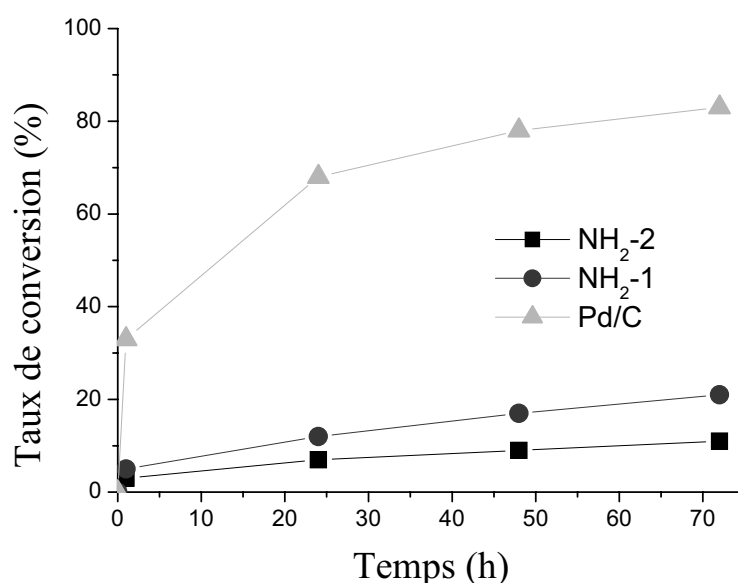 100
80
60
40
20
0
Taux de conversion (%)
NH₂-2
NH₂-1
Pd/C
0 10 20 30 40 50 60 70
Temps (h)